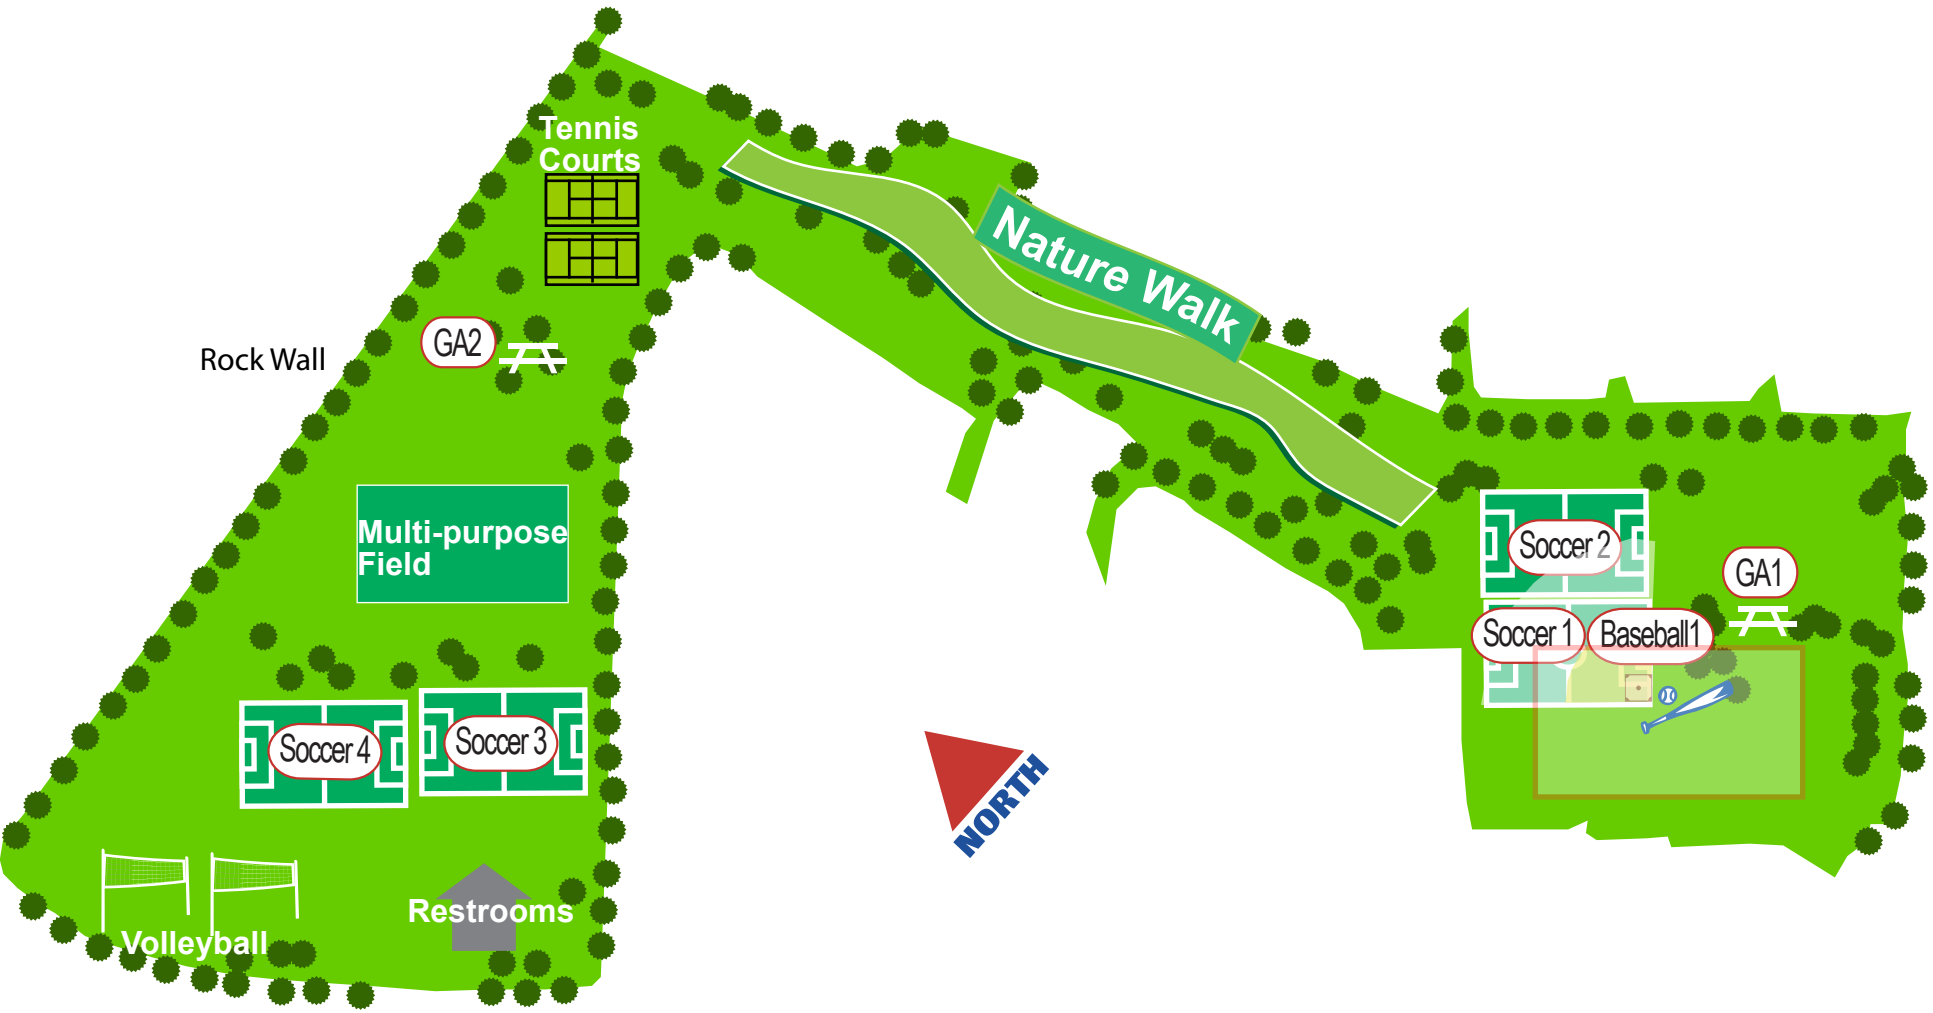 Tennis
Courts
Nature Walk
GA2
Rock Wall
Multi-purpose
Field
Soccer 2
GA1
Soccer 1
Baseball1
Soccer 4
Soccer 3
NORTH
Restrooms
Volleyball